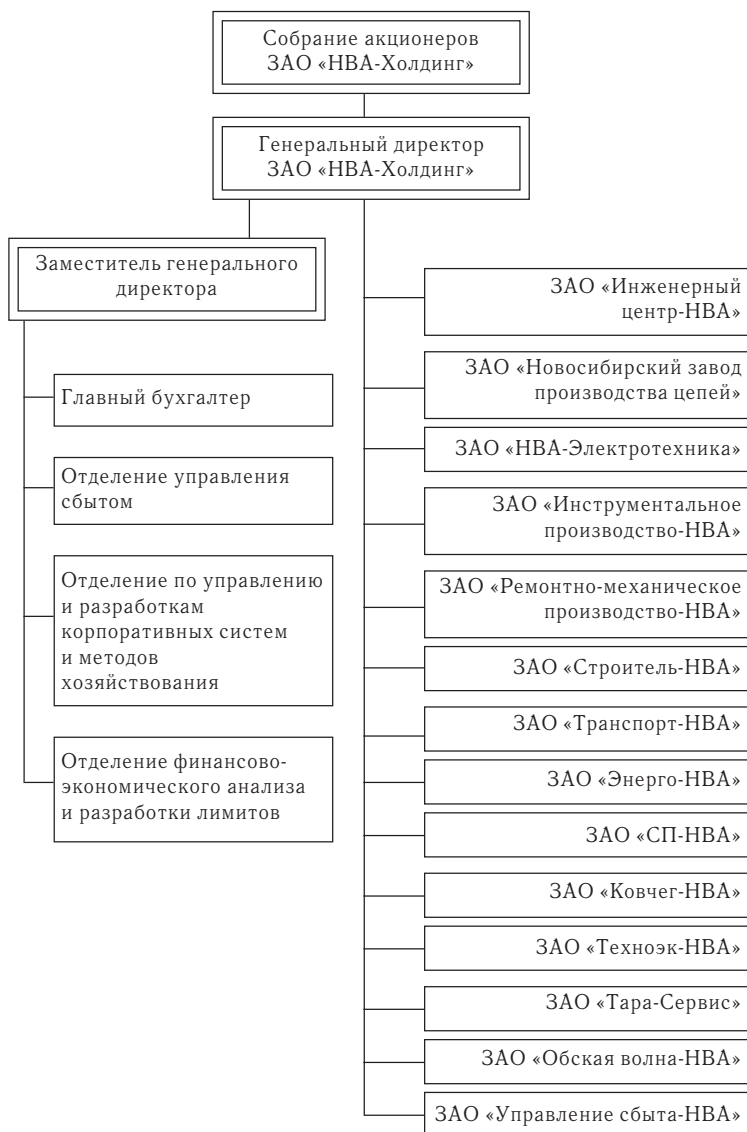 Собрание акционеров
ЗАО «НВА-Холдинг»
Генеральный директор
ЗАО «НВА-Холдинг»
Заместитель генерального
директора
Главный бухгалтер
Отделение управления
сбытом
Отделение по управлению
и разработкам
корпоративных систем
и методов
хозяйствования
Отделение финансово-
экономического анализа
и разработки лимитов
ЗАО «Инженерный
центр-НВА»
ЗАО «Новосибирский завод
производства цепей»
ЗАО «НВА-Электротехника»
ЗАО «Инструментальное
производство-НВА»
ЗАО «Ремонтно-механическое
производство-НВА»
ЗАО «Строитель-НВА»
ЗАО «Транспорт-НВА»
ЗАО «Энерго-НВА»
ЗАО «СП-НВА»
ЗАО «Ковчег-НВА»
ЗАО «Техноэк-НВА»
ЗАО «Тара-Сервис»
ЗАО «Обская волна-НВА»
ЗАО «Управление сбыта-НВА»